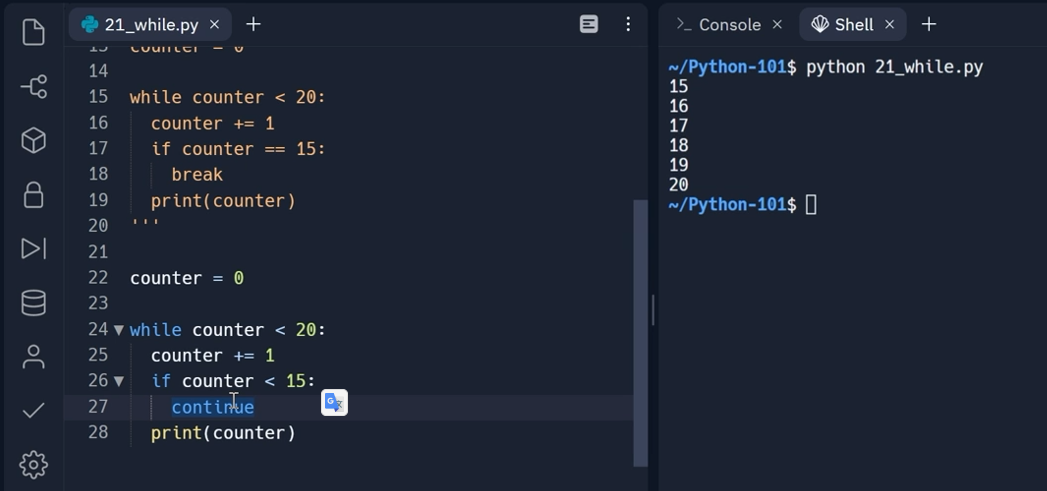 21_while.py × +
13 counter = 0
14
15 while counter < 20:
16 counter += 1
17 if counter == 15:
18 break
19 print(counter)
20 '''
21
22 counter = 0
23
24 while counter < 20:
25 counter += 1
26 if counter < 15:
27 continue
28 print(counter)
>_ Console × Shell × +
~/Python-101$ python 21_while.py
15
16
17
18
19
20
~/Python-101$